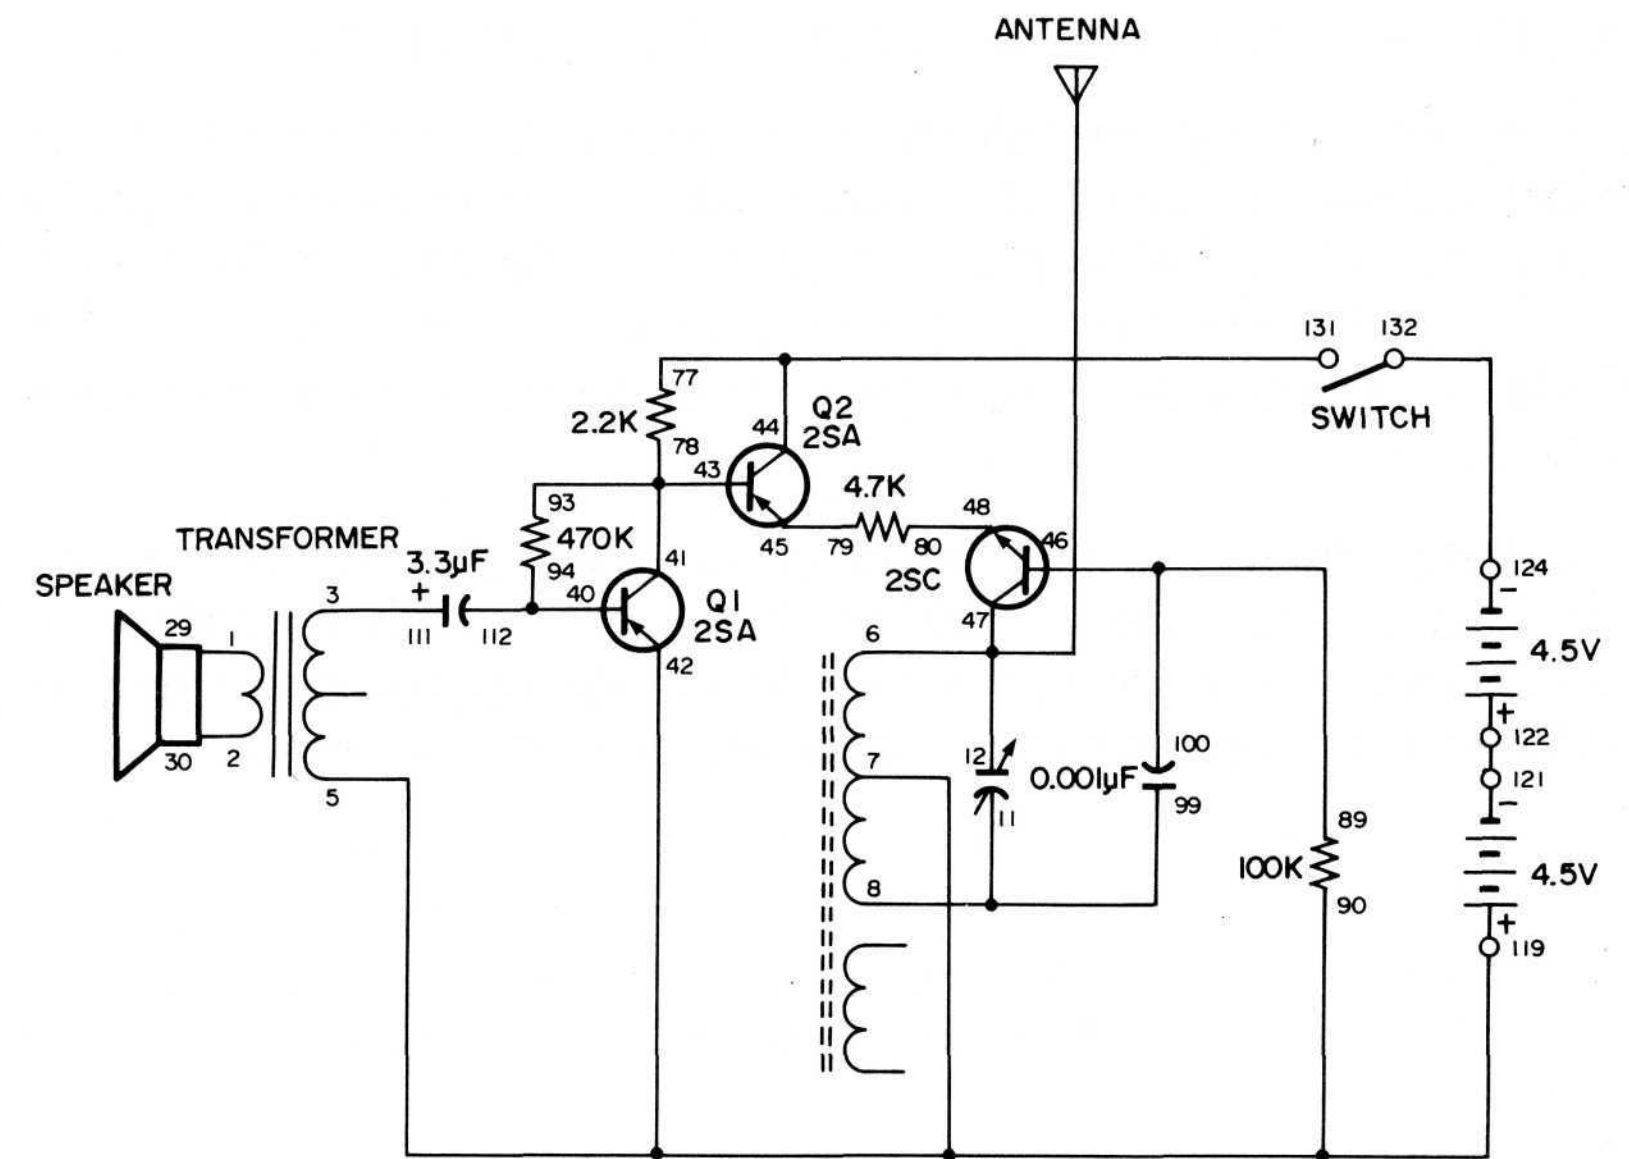 ANTENNA
131 132
SWITCH
77
2.2K
78
44
Q2
2SA
43
93
470K
94
4.7K
45
79
80
48
46
2SC
47
TRANSFORMER
3.3µF
+
111
112
40
41
Q1
2SA
42
SPEAKER
29
30
1
2
3
5
6
7
8
12
11
0.001µF
100
99
89
100K
90
124
-
4.5V
+
122
121
-
4.5V
+
119